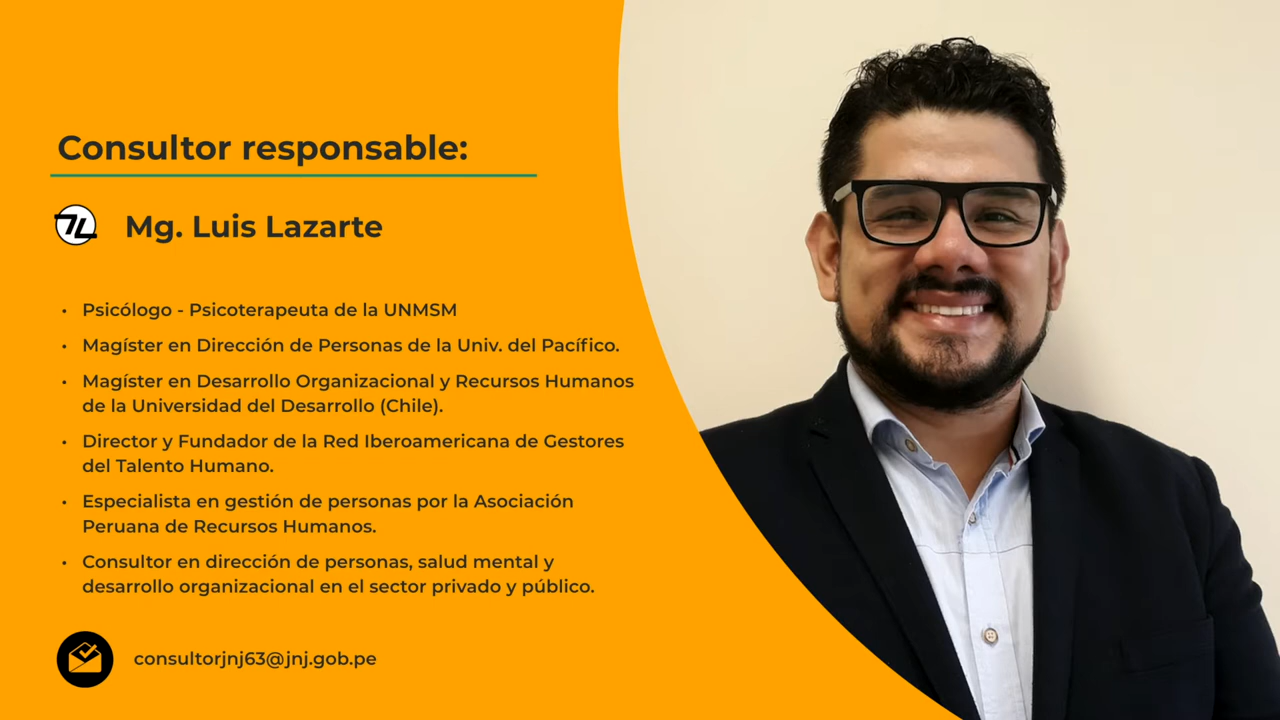 Consultor responsable:
7L Mg. Luis Lazarte
• Psicólogo - Psicoterapeuta de la UNMSM
• Magíster en Dirección de Personas de la Univ. del Pacífico.
• Magíster en Desarrollo Organizacional y Recursos Humanos
de la Universidad del Desarrollo (Chile).
• Director y Fundador de la Red Iberoamericana de Gestores
del Talento Humano.
• Especialista en gestión de personas por la Asociación
Peruana de Recursos Humanos.
• Consultor en dirección de personas, salud mental y
desarrollo organizacional en el sector privado y público.
consultorjnj63@jnj.gob.pe